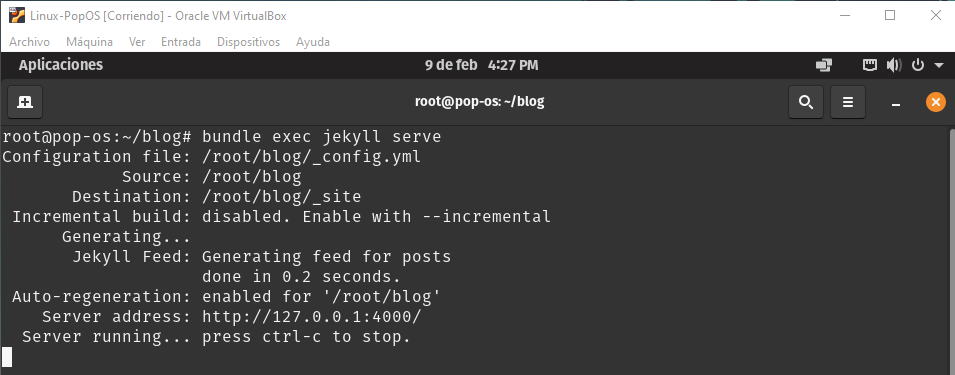 Linux-PopOS [Corriendo] - Oracle VM VirtualBox
Archivo Máquina Ver Entrada Dispositivos Ayuda
Aplicaciones 9 de feb 4:27 PM
root@pop-os: ~/blog
root@pop-os:~/blog# bundle exec jekyll serve
Configuration file: /root/blog/_config.yml
Source: /root/blog
Destination: /root/blog/_site
Incremental build: disabled. Enable with --incremental
Generating...
Jekyll Feed: Generating feed for posts
done in 0.2 seconds.
Auto-regeneration: enabled for '/root/blog'
Server address: http://127.0.0.1:4000/
Server running... press ctrl-c to stop.